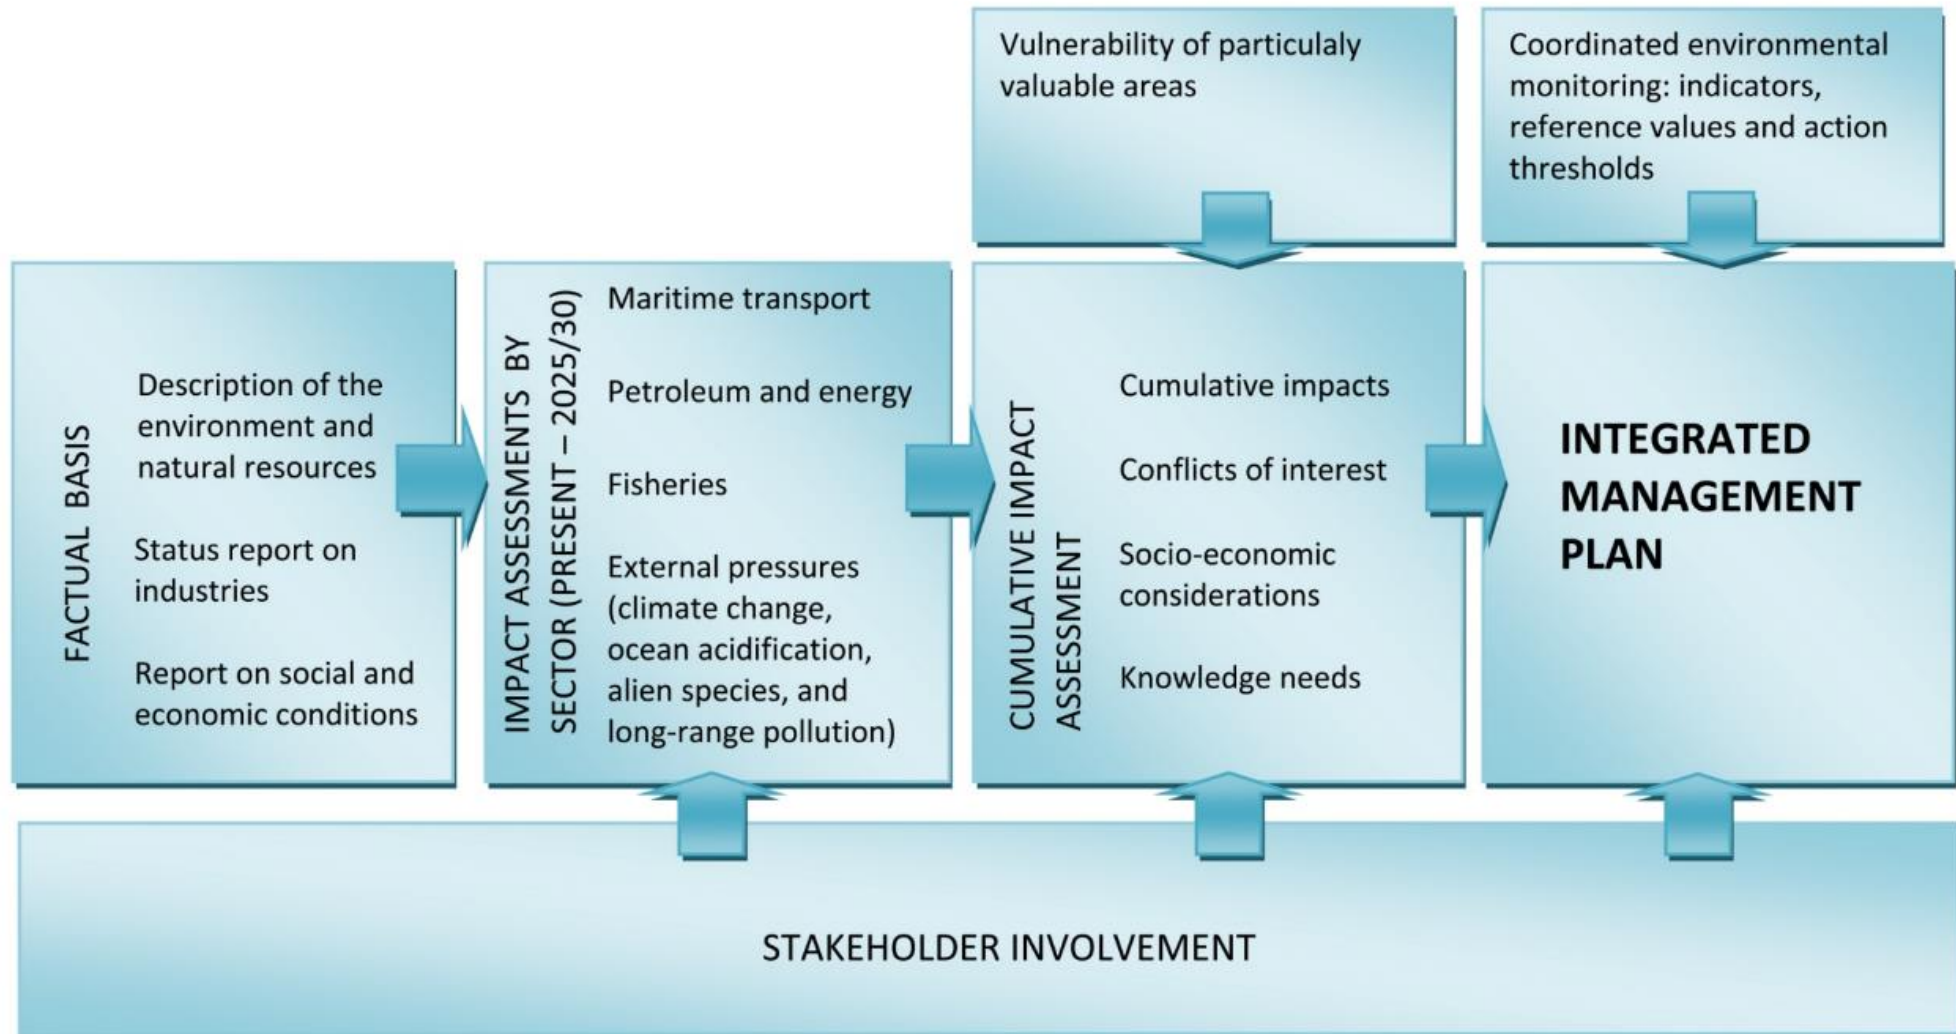 Vulnerability of particulaly
valuable areas
Coordinated environmental
monitoring: indicators,
reference values and action
thresholds
FACTUAL BASIS
Description of the
environment and
natural resources
Status report on
industries
Report on social and
economic conditions
IMPACT ASSESSMENTS BY
SECTOR (PRESENT – 2025/30)
Maritime transport
Petroleum and energy
Fisheries
External pressures
(climate change,
ocean acidification,
alien species, and
long-range pollution)
CUMULATIVE IMPACT
ASSESSMENT
Cumulative impacts
Conflicts of interest
Socio-economic
considerations
Knowledge needs
INTEGRATED
MANAGEMENT
PLAN
STAKEHOLDER INVOLVEMENT